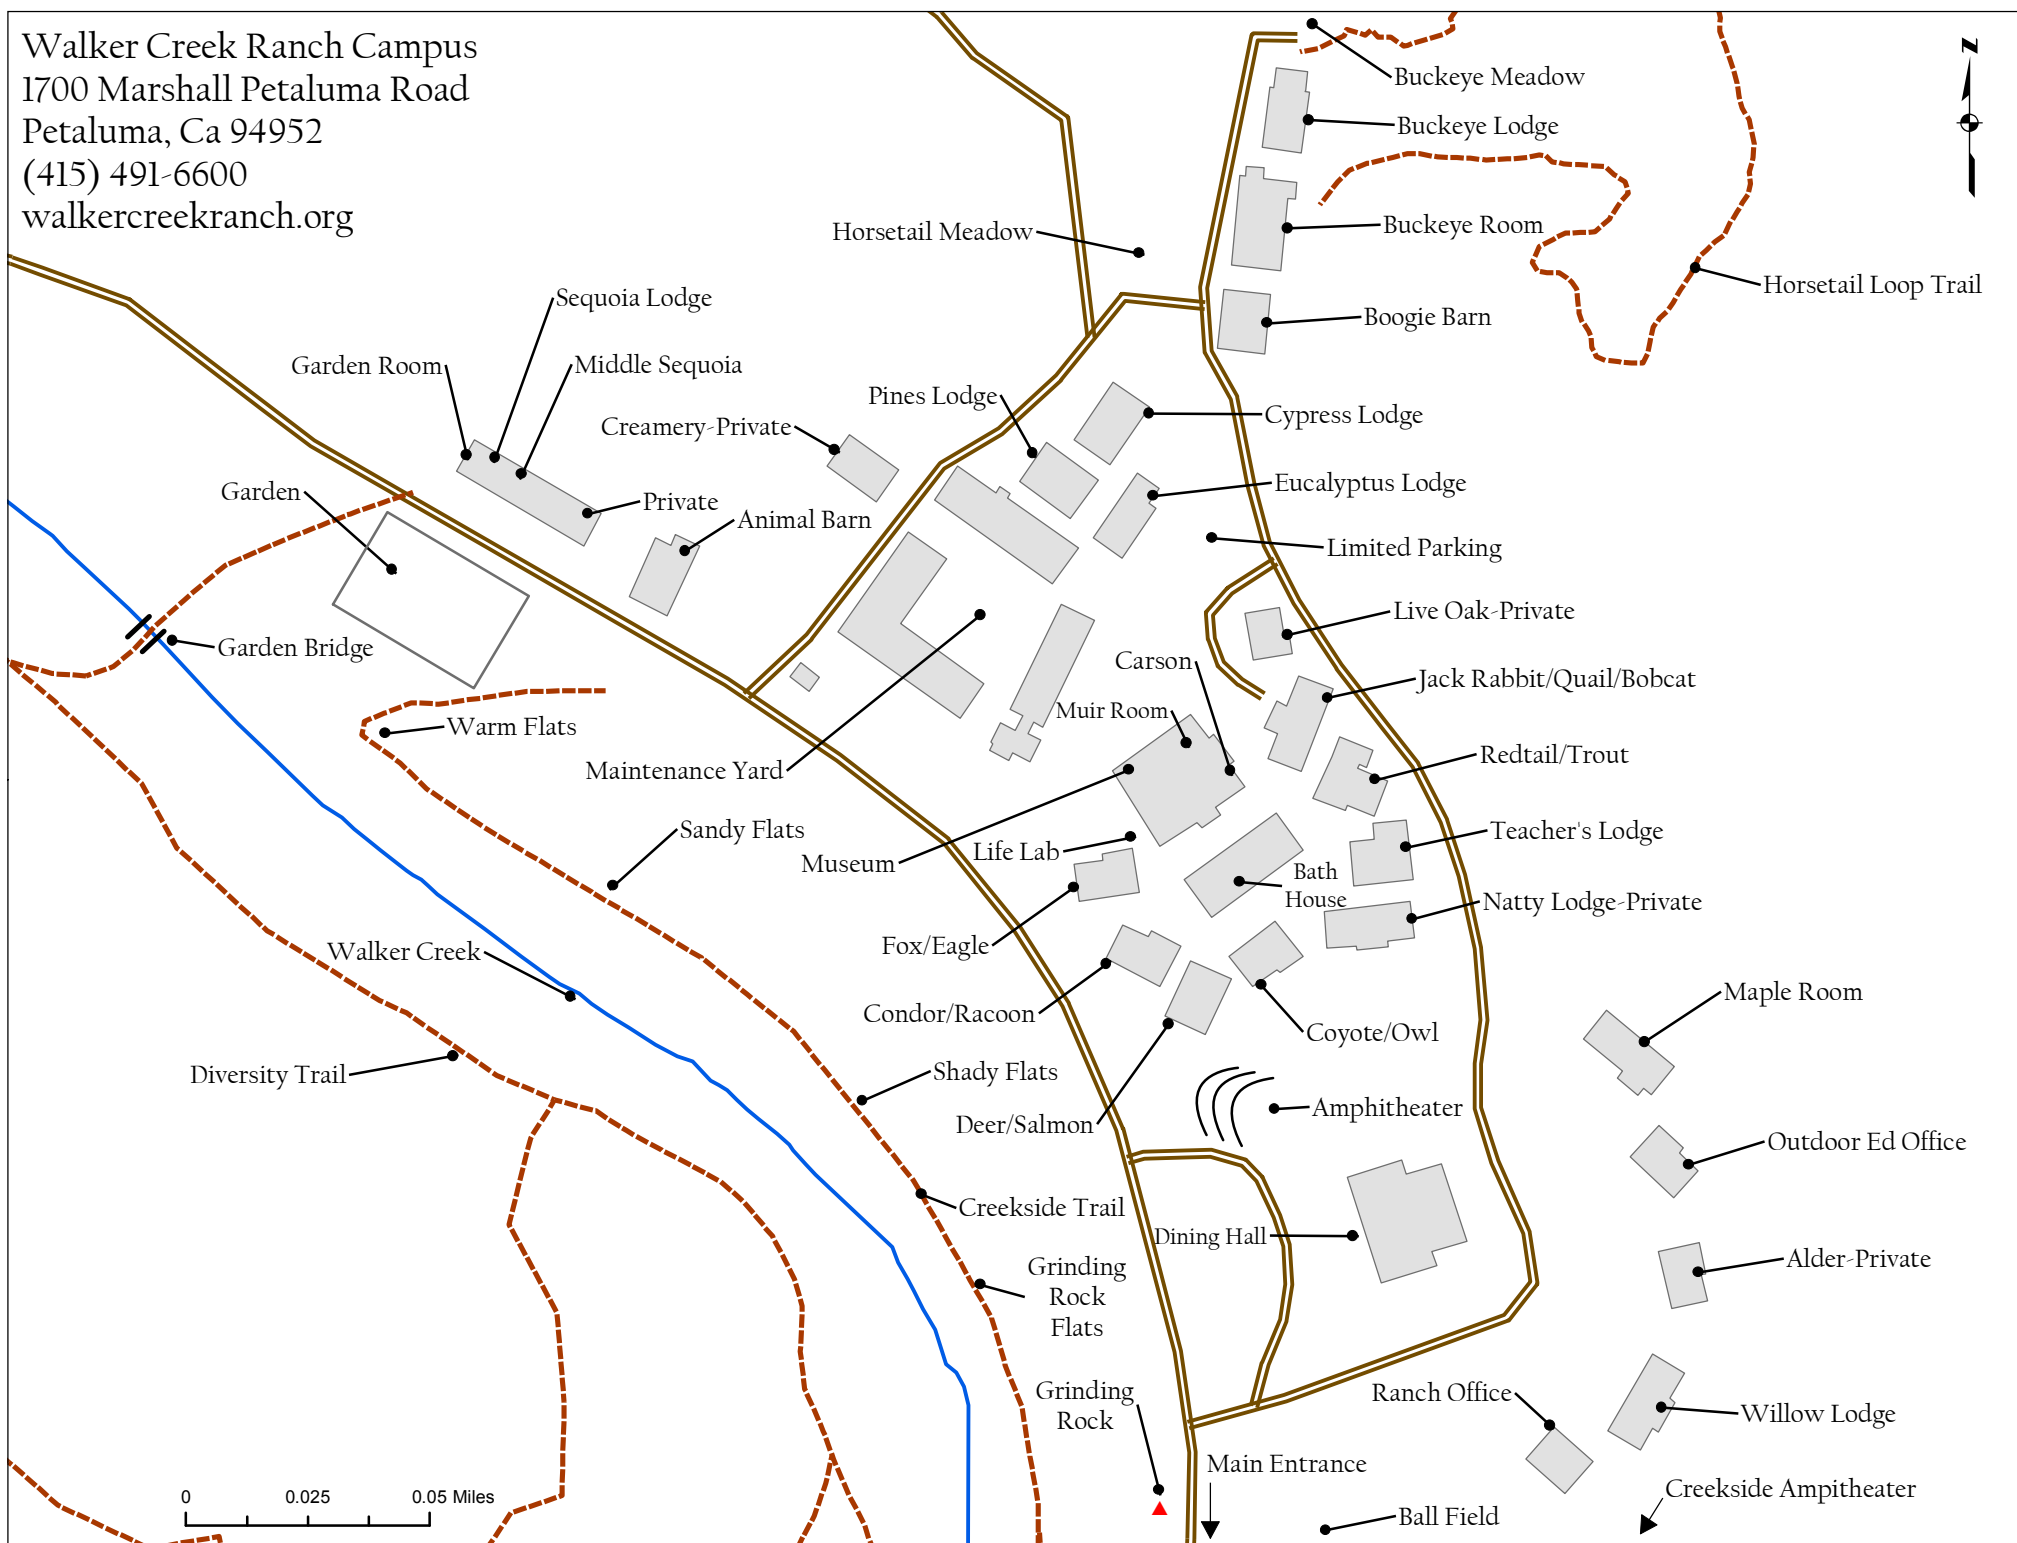 Walker Creek Ranch Campus
1700 Marshall Petaluma Road
Petaluma, Ca 94952
(415) 491-6600
walkercreekranch.org
N
Buckeye Meadow
Buckeye Lodge
Buckeye Room
Horsetail Meadow
Horsetail Loop Trail
Sequoia Lodge
Boogie Barn
Garden Room
Middle Sequoia
Pines Lodge
Cypress Lodge
Creamery-Private
Eucalyptus Lodge
Garden
Private
Animal Barn
Limited Parking
Live Oak-Private
Garden Bridge
Carson
Jack Rabbit/Quail/Bobcat
Muir Room
Warm Flats
Redtail/Trout
Maintenance Yard
Sandy Flats
Teacher's Lodge
Life Lab
Museum
Bath
House
Natty Lodge-Private
Fox/Eagle
Walker Creek
Maple Room
Condor/Racoon
Coyote/Owl
Diversity Trail
Shady Flats
Amphitheater
Deer/Salmon
Outdoor Ed Office
Creekside Trail
Dining Hall
Alder-Private
Grinding
Rock
Flats
Grinding
Rock
Ranch Office
Willow Lodge
Main Entrance
Creekside Ampitheater
0 0.025 0.05 Miles
Ball Field